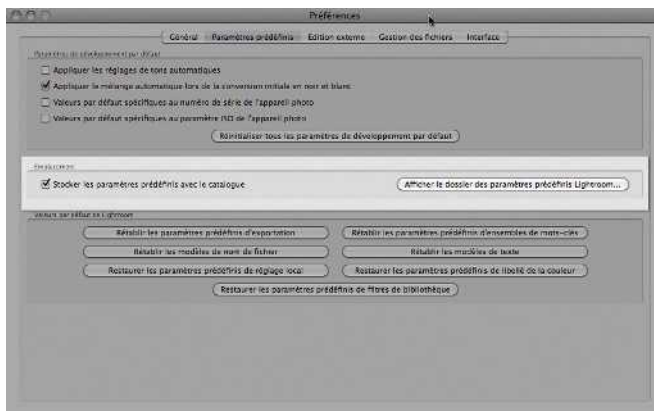 Préférences
Général Paramètres prédéfinis Edition externe Gestion des fichiers Interface
Paramètres de développement par défaut
Appliquer les réglages de tons automatiques
Appliquer le mélange automatique lors de la conversion initiale en noir et blanc
Valeurs par défaut spécifiques au numéro de série de l'appareil photo
Valeurs par défaut spécifiques au paramètre ISO de l'appareil photo
Réinitialiser tous les paramètres de développement par défaut
Emplacement
Stocker les paramètres prédéfinis avec le catalogue
Afficher le dossier des paramètres prédéfinis Lightroom...
Valeurs par défaut de Lightroom
Rétablir les paramètres prédéfinis d'exportation
Rétablir les paramètres prédéfinis d'ensembles de mots-clés
Rétablir les modèles de nom de fichier
Rétablir les modèles de texte
Restaurer les paramètres prédéfinis de réglage local
Restaurer les paramètres prédéfinis de libellé de la couleur
Restaurer les paramètres prédéfinis de filtres de bibliothèque